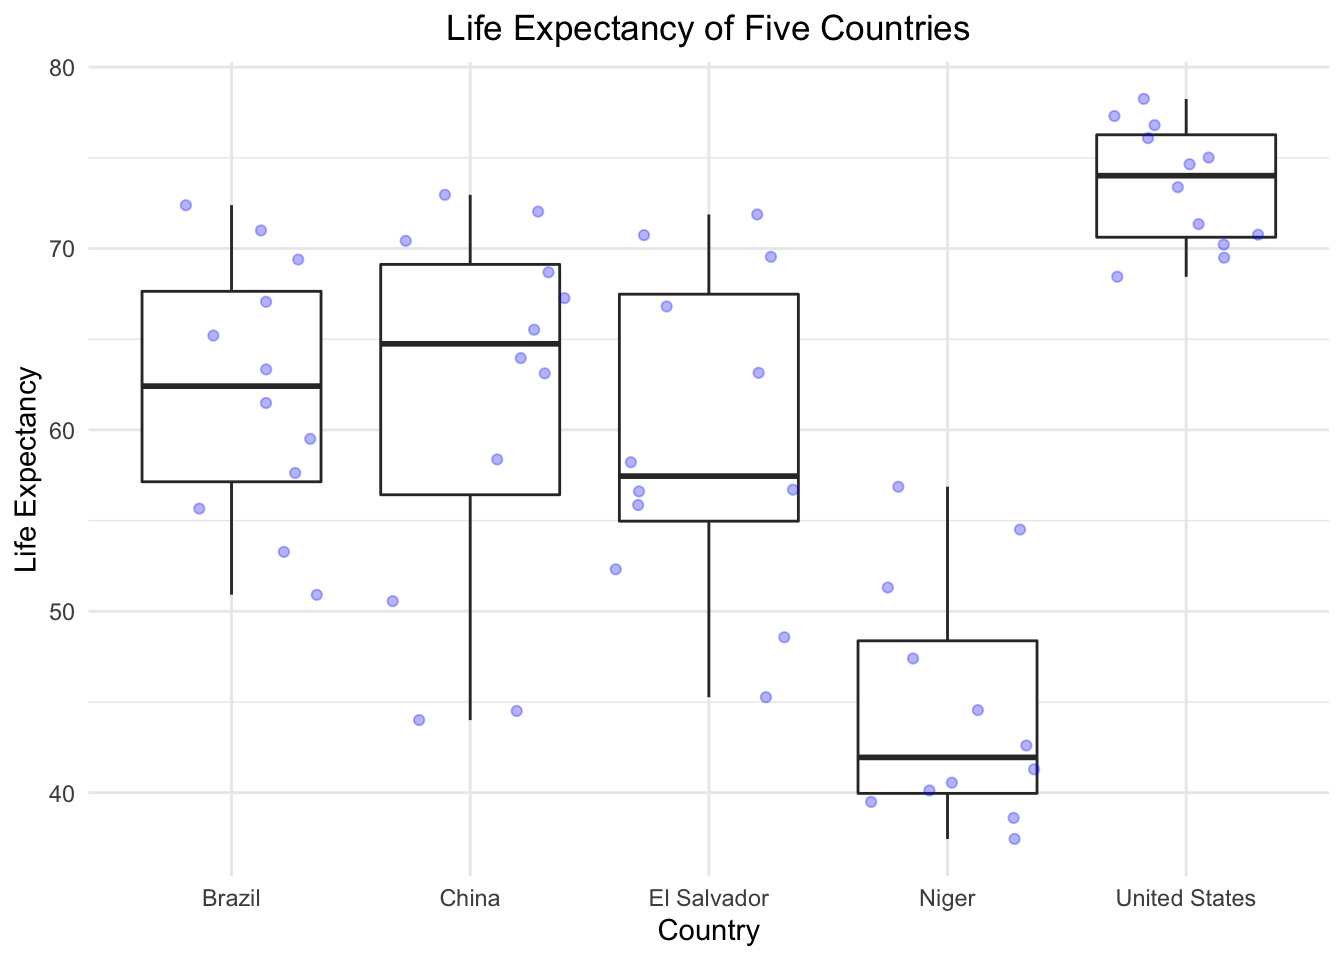 Life Expectancy of Five Countries
Life Expectancy
80
70
60
50
40
Brazil
China
El Salvador
Niger
United States
Country